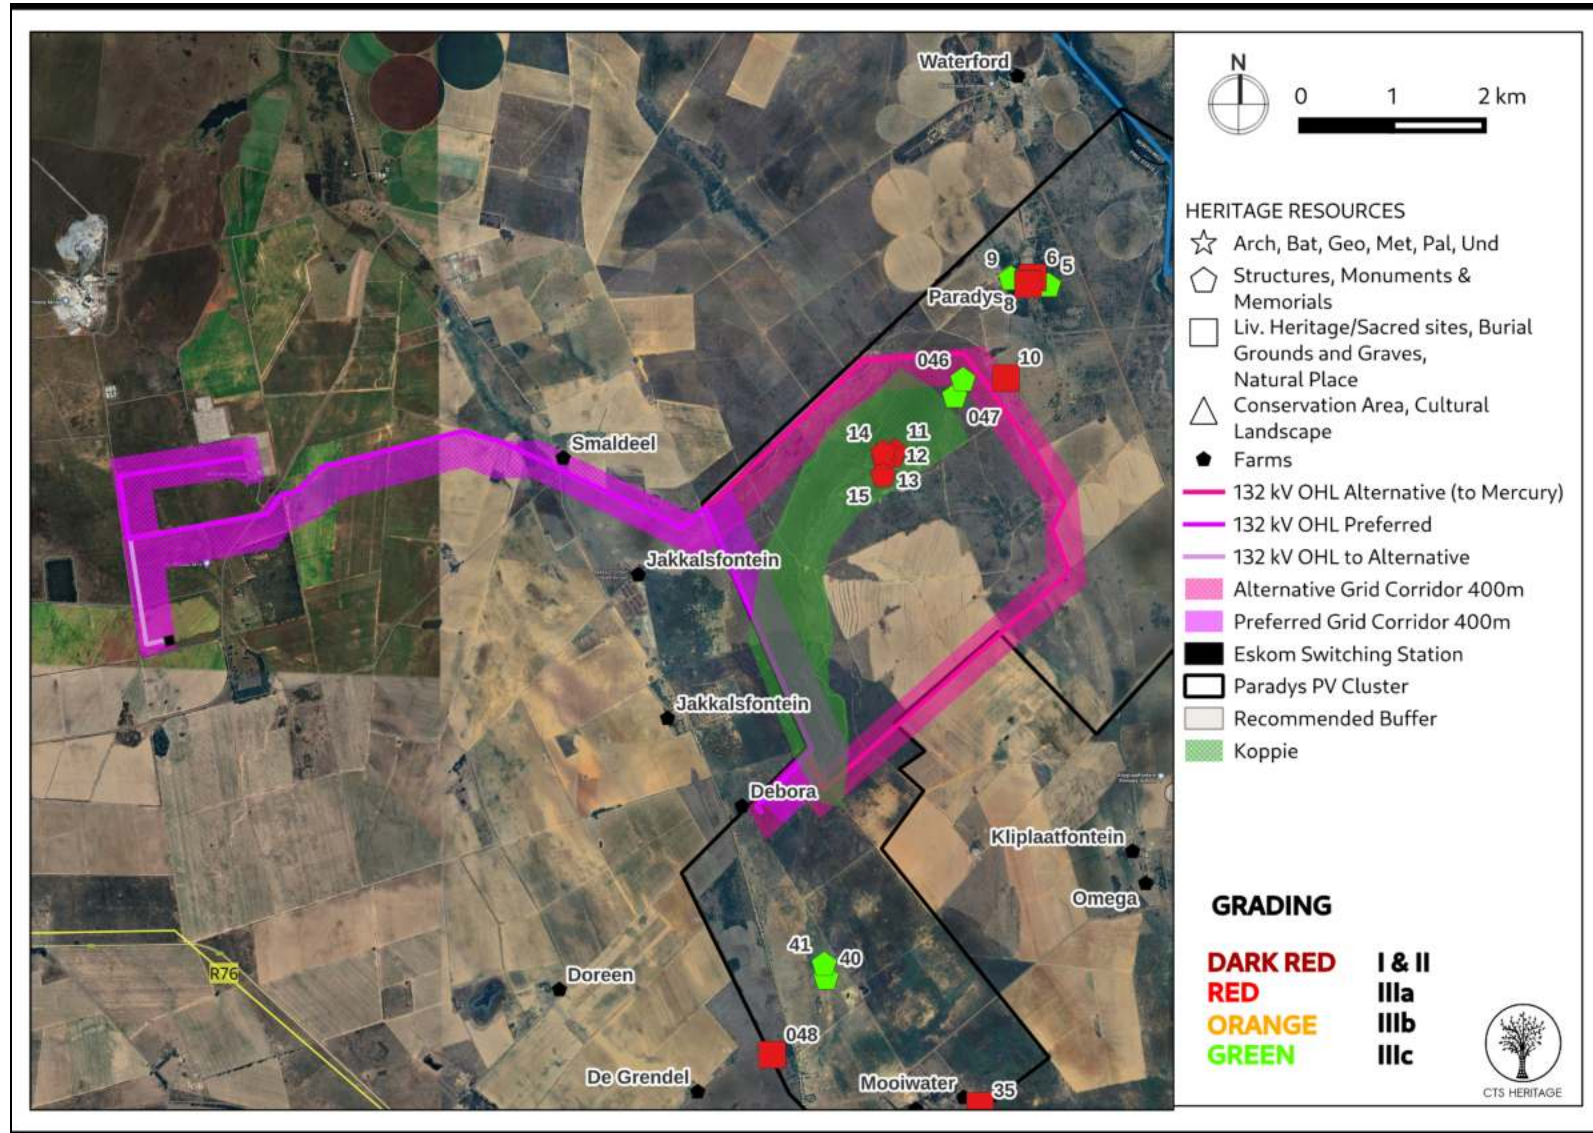 Waterford
9
6
5
Paradys
8
046
10
047
14
11
12
13
15
Smaldeel
Jakkalsfontein
Jakkalsfontein
Debora
Kliplaatfontein
Omega
41
40
Doreen
R76
048
De Grendel
Mooiwater
35
N
0 1 2 km
HERITAGE RESOURCES
Arch, Bat, Geo, Met, Pal, Und
Structures, Monuments &
Memorials
Liv. Heritage/Sacred sites, Burial
Grounds and Graves,
Natural Place
Conservation Area, Cultural
Landscape
Farms
132 kV OHL Alternative (to Mercury)
132 kV OHL Preferred
132 kV OHL to Alternative
Alternative Grid Corridor 400m
Preferred Grid Corridor 400m
Eskom Switching Station
Paradys PV Cluster
Recommended Buffer
Koppie
GRADING
DARK RED I & II
RED IIIa
ORANGE IIIb
GREEN IIIc
CTS HERITAGE